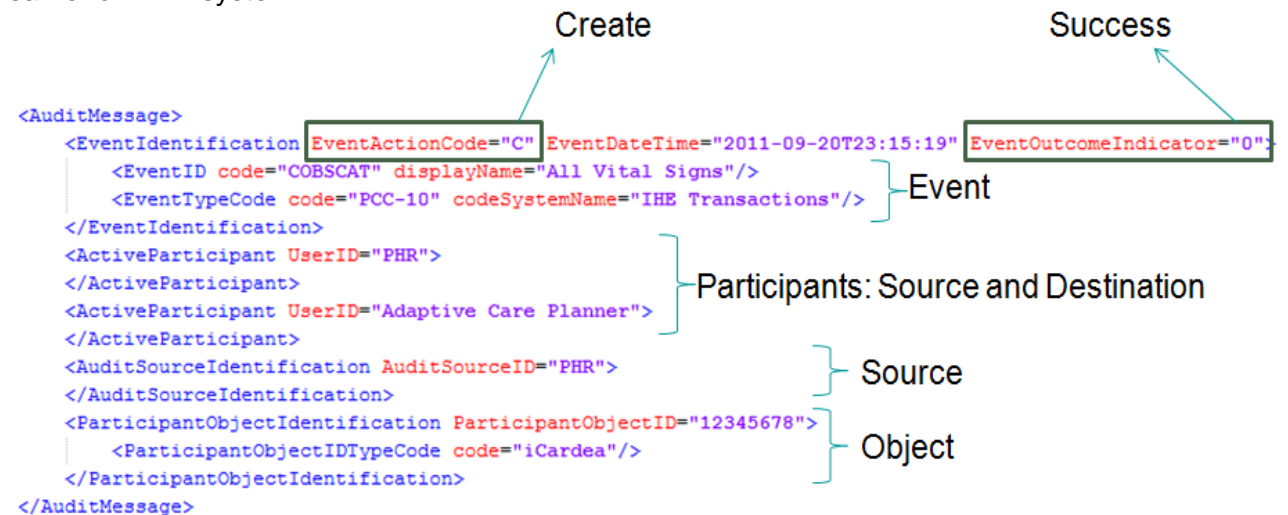 Create Success
<AuditMessage>
<EventIdentification EventActionCode="C" EventDateTime="2011-09-20T23:15:19" EventOutcomeIndicator="0">
<EventID code="COBSCAT" displayName="All Vital Signs"/>
<EventTypeCode code="PCC-10" codeSystemName="IHE Transactions"/>
Event
</EventIdentification>
<ActiveParticipant UserID="PHR">
</ActiveParticipant>
Participants: Source and Destination
<ActiveParticipant UserID="Adaptive Care Planner">
</ActiveParticipant>
<AuditSourceIdentification AuditSourceID="PHR">
Source
</AuditSourceIdentification>
<ParticipantObjectIdentification ParticipantObjectID="12345678">
<ParticipantObjectIDTypeCode code="iCardea"/>
Object
</ParticipantObjectIdentification>
</AuditMessage>